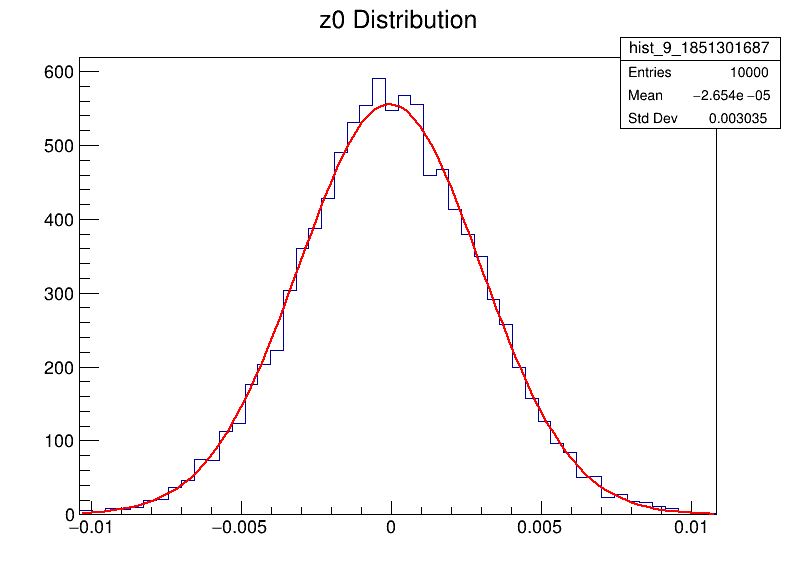 z0 Distribution
hist_9_1851301687
Entries 10000
Mean −2.654e−05
Std Dev 0.003035
600
500
400
300
200
100
0
−0.01 −0.005 0 0.005 0.01